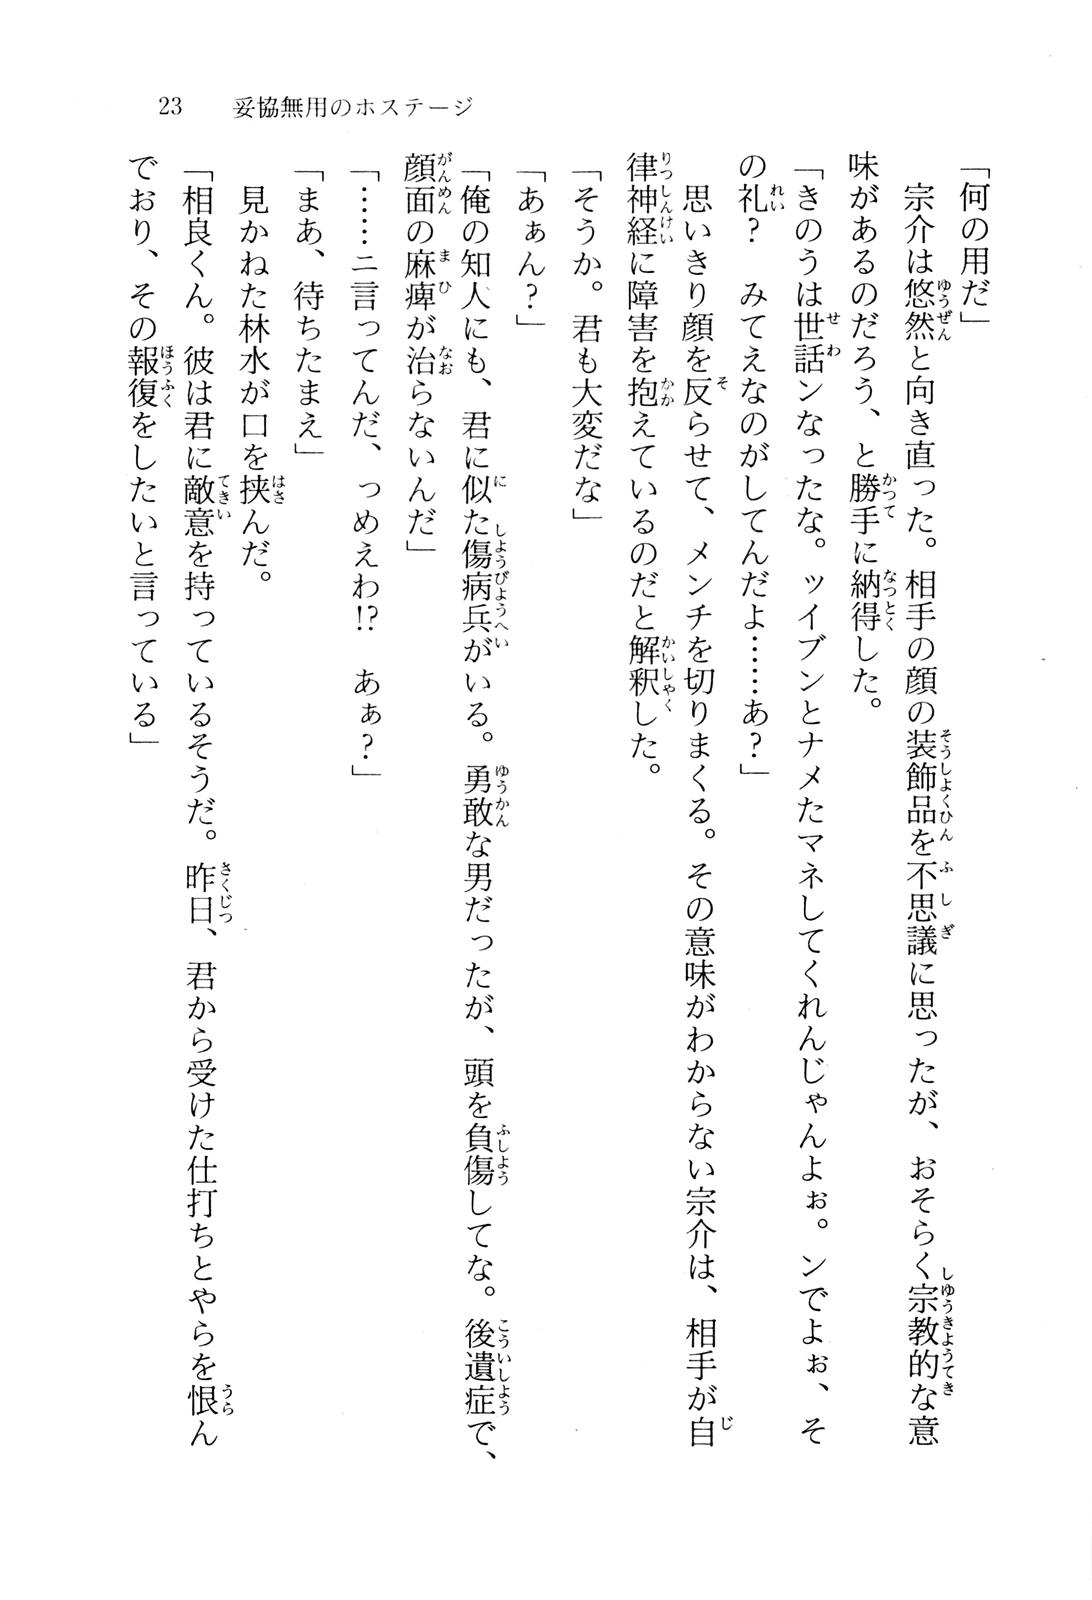 23　妥協無用のホステージ
「何の用だ」
　宗介は悠然と向き直った。相手の顔の装飾品を不思議に思ったが、おそらく宗教的な意
味があるのだろう、と勝手に納得した。
「きのうは世話ンなったな。ッイブンとナメたマネしてくれんじゃんよぉ。ンでよぉ、そ
の礼？　みてえなのがしてんだよ……あ？」
　思いきり顔を反らせて、メンチを切りまくる。その意味がわからない宗介は、相手が自
律神経に障害を抱えているのだと解釈した。
「そうか。君も大変だな」
「あぁん？」
「俺の知人にも、君に似た傷病兵がいる。勇敢な男だったが、頭を負傷してな。後遺症で、
顔面の麻痺が治らないんだ」
「……ニ言ってんだ、っめえわ!?　あぁ？」
「まあ、待ちたまえ」
　見かねた林水が口を挟んだ。
「相良くん。彼は君に敵意を持っているそうだ。昨日、君から受けた仕打ちとやらを恨ん
でおり、その報復をしたいと言っている」